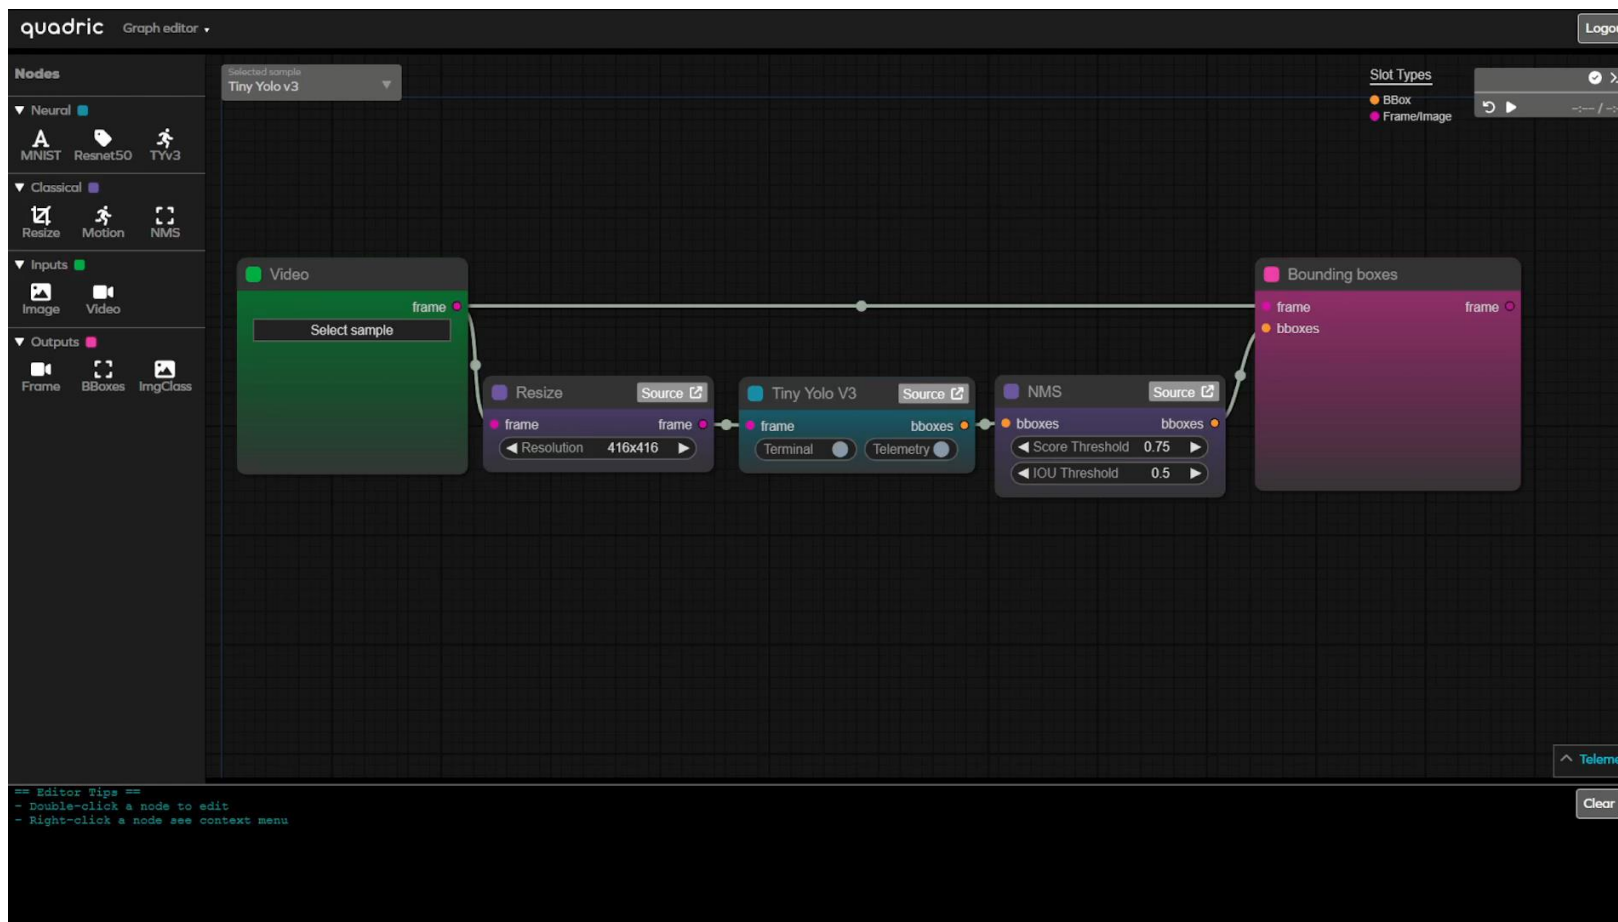 quadric Graph editor
Nodes
Neural
MNIST Resnet50 TYv3
Classical
Resize Motion NMS
Inputs
Image Video
Outputs
Frame BBoxes ImgClass
Selected sample
Tiny Yolo v3
Slot Types
BBox
Frame/Image
-:-- / -:
Video
frame
Select sample
Resize Source
frame frame
Resolution 416x416
Tiny Yolo V3 Source
frame bboxes
Terminal Telemetry
NMS Source
bboxes bboxes
Score Threshold 0.75
IOU Threshold 0.5
Bounding boxes
frame frame
bboxes
Logou
Teleme
== Editor Tips ==
- Double-click a node to edit
- Right-click a node see context menu
Clear